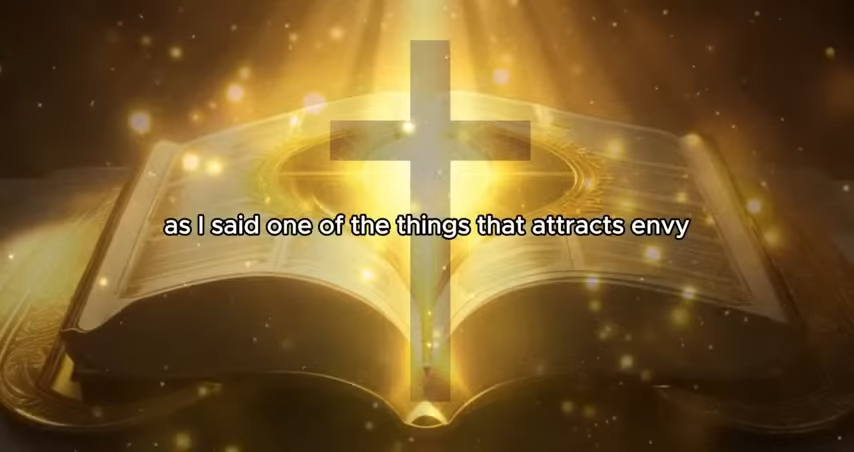 as I said one of the things that attracts envy